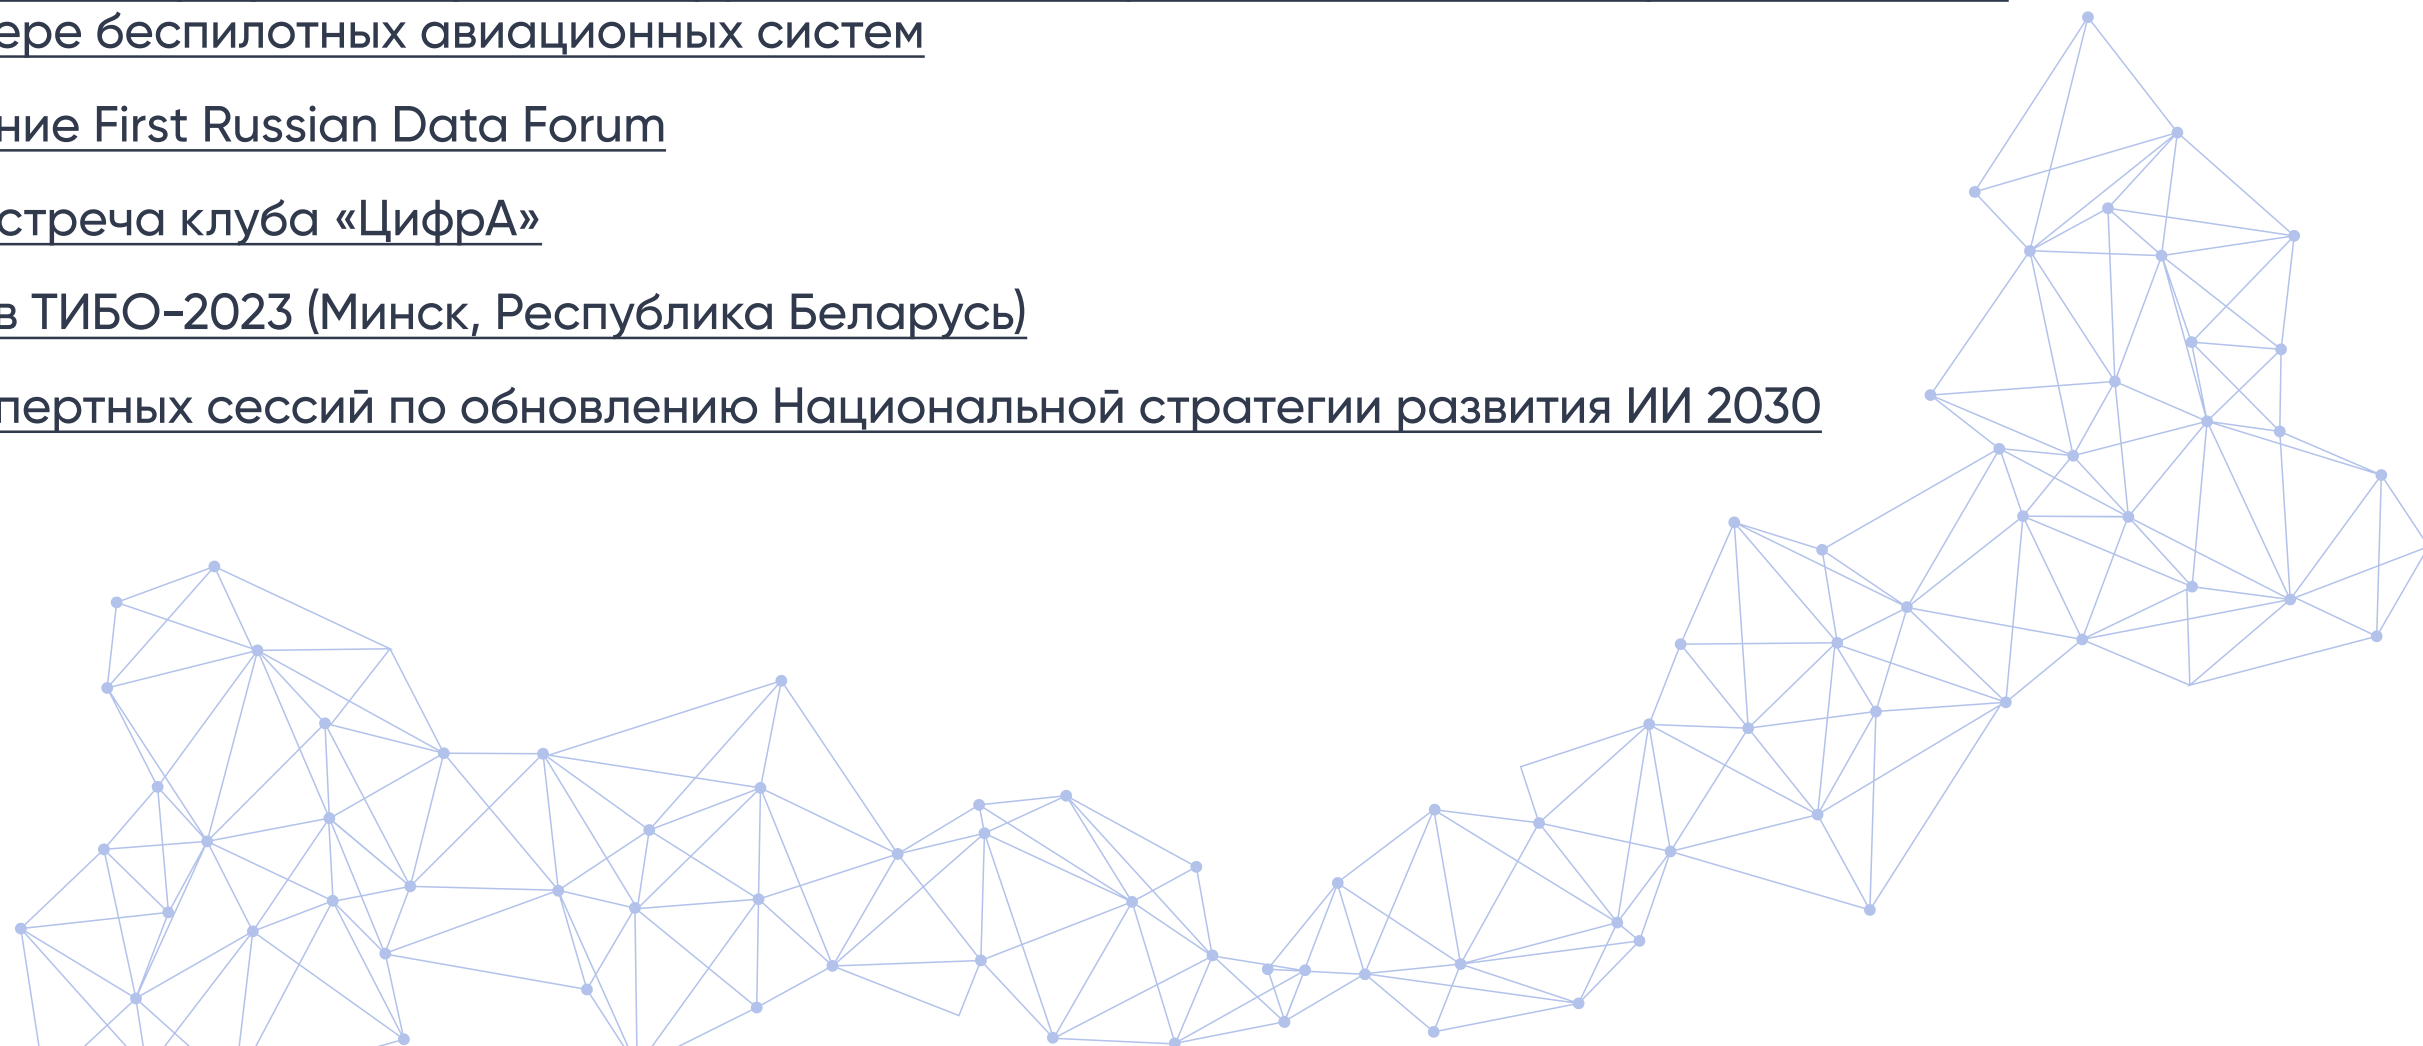 ере беспилотных авиационных систем
ние First Russian Data Forum
стреча клуба «ЦифрА»
в ТИБО-2023 (Минск, Республика Беларусь)
пертных сессий по обновлению Национальной стратегии развития ИИ 2030